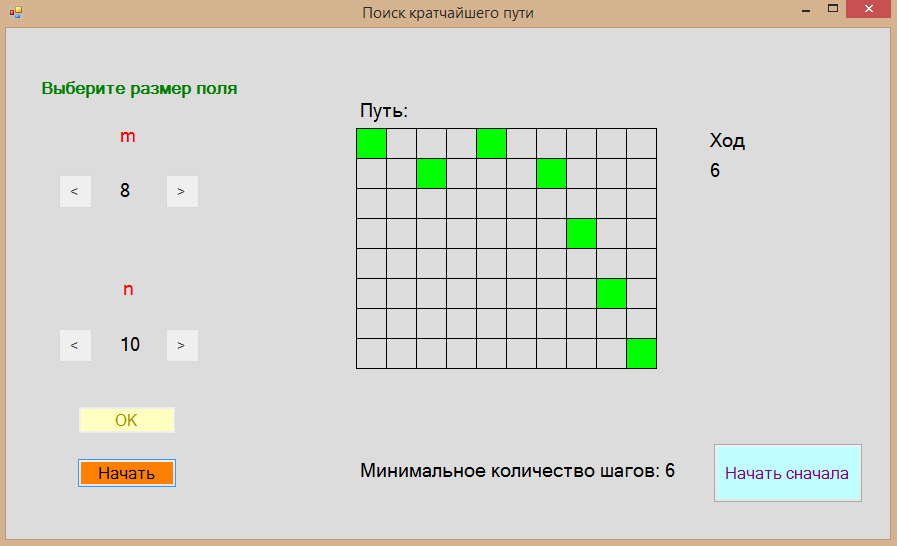 Поиск кратчайшего пути
Выберите размер поля
m
< 8 >
n
< 10 >
OK
Начать
Путь:
Ход
6
Минимальное количество шагов: 6
Начать сначала